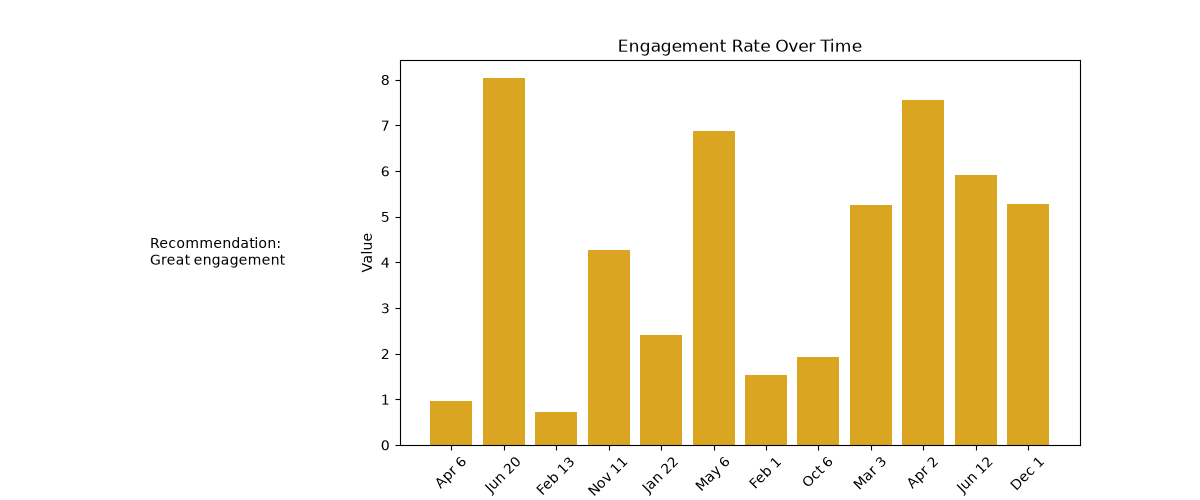 Engagement Rate Over Time
Recommendation:
Great engagement
Value
8
7
6
5
4
3
2
1
0
Apr 6
Jun 20
Feb 13
Nov 11
Jan 22
May 6
Feb 1
Oct 6
Mar 3
Apr 2
Jun 12
Dec 1